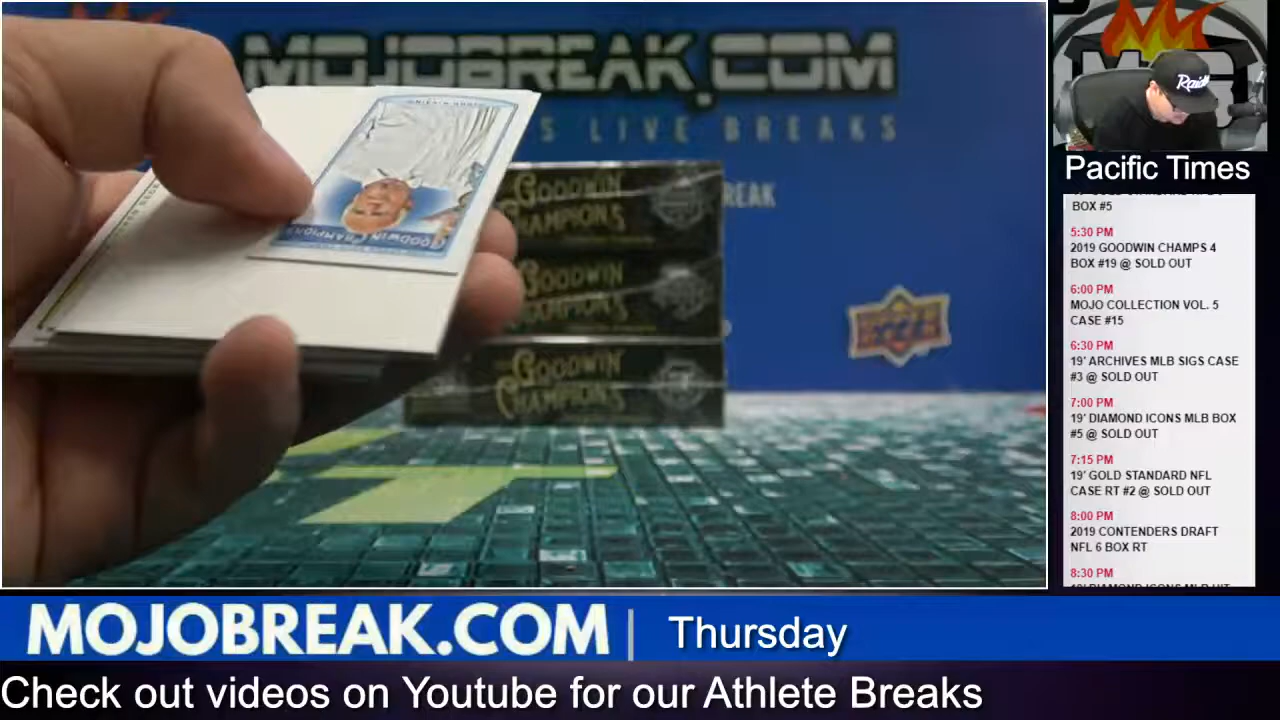 MOJOBREAK.COM
S LIVE BREAKS
BREAK
GOODWIN
CHAMPIONS
GOODWIN
CHAMPIONS
GOODWIN
CHAMPIONS
GOODWIN CHAMPIONS
Raiders
Pacific Times
BOX #5
5:30 PM
2019 GOODWIN CHAMPS 4
BOX #19 @ SOLD OUT
6:00 PM
MOJO COLLECTION VOL. 5
CASE #15
6:30 PM
19' ARCHIVES MLB SIGS CASE
#3 @ SOLD OUT
7:00 PM
19' DIAMOND ICONS MLB BOX
#5 @ SOLD OUT
7:15 PM
19' GOLD STANDARD NFL
CASE RT #2 @ SOLD OUT
8:00 PM
2019 CONTENDERS DRAFT
NFL 6 BOX RT
8:30 PM
MOJOBREAK.COM | Thursday
Check out videos on Youtube for our Athlete Breaks